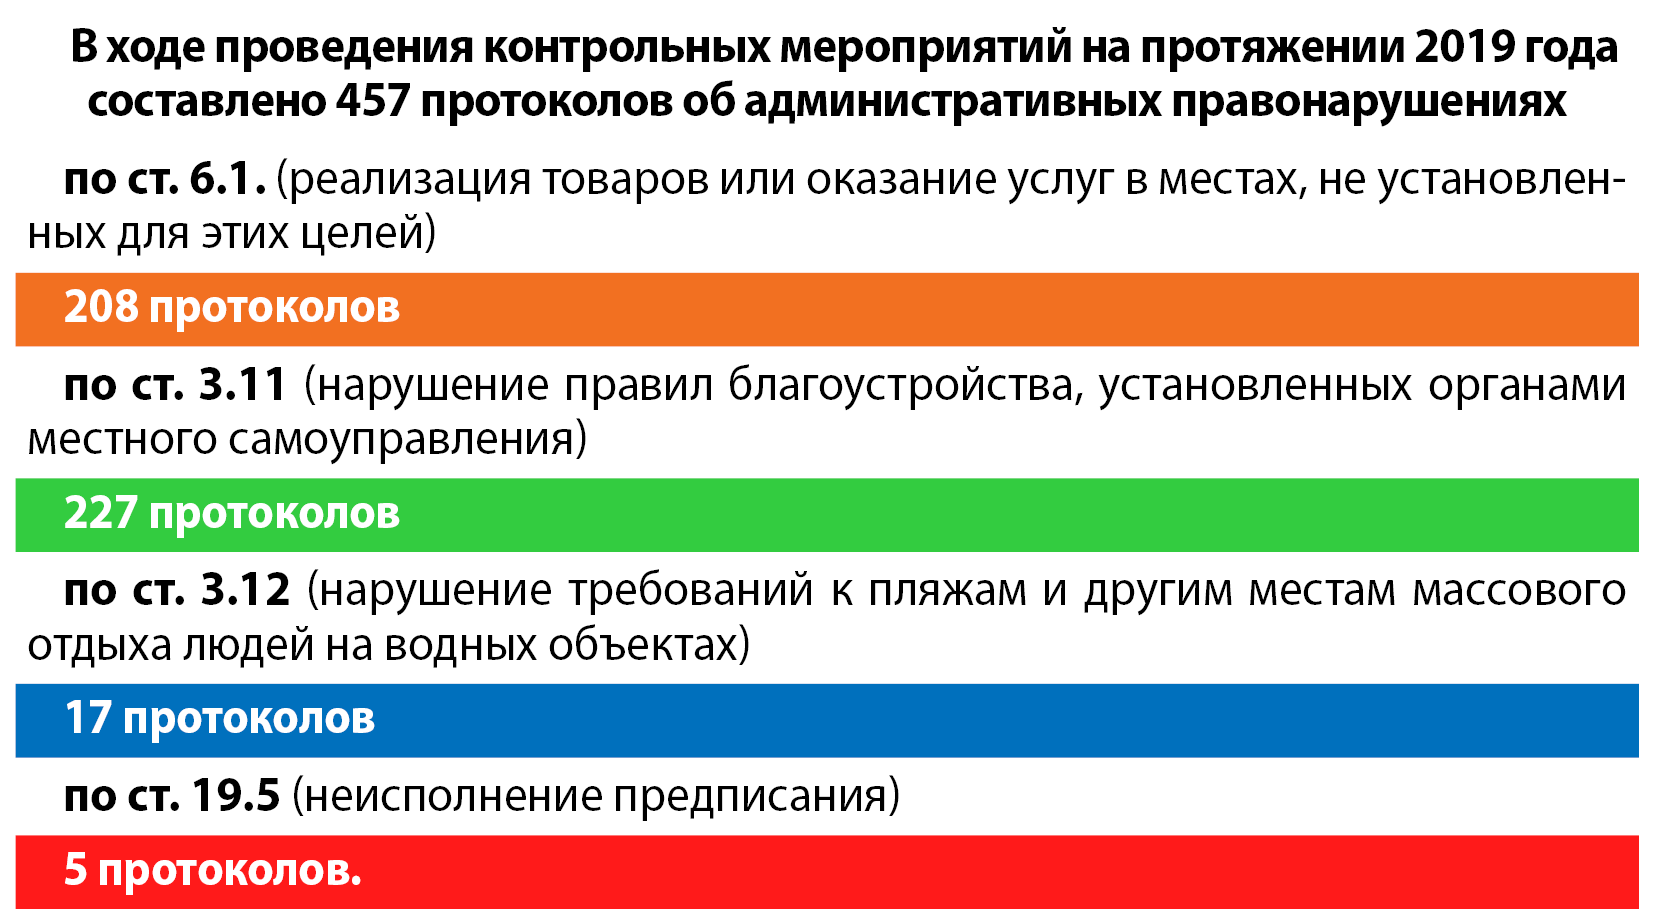 В ходе проведения контрольных мероприятий на протяжении 2019 года
составлено 457 протоколов об административных правонарушениях
по ст. 6.1. (реализация товаров или оказание услуг в местах, не установлен-
ных для этих целей)
208 протоколов
по ст. 3.11 (нарушение правил благоустройства, установленных органами
местного самоуправления)
227 протоколов
по ст. 3.12 (нарушение требований к пляжам и другим местам массового
отдыха людей на водных объектах)
17 протоколов
по ст. 19.5 (неисполнение предписания)
5 протоколов.